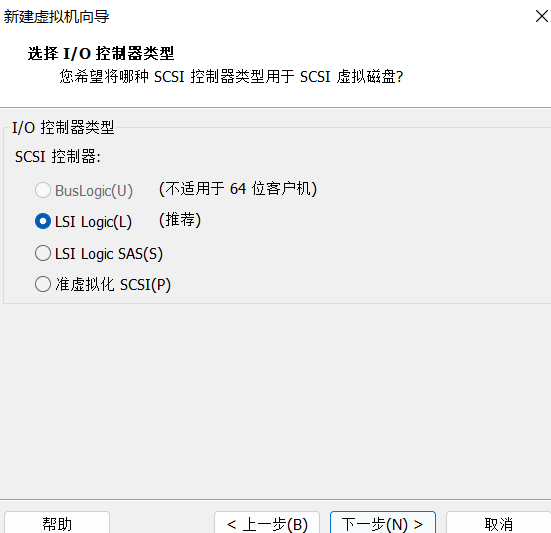 新建虚拟机向导
选择 I/O 控制器类型
您希望将哪种 SCSI 控制器类型用于 SCSI 虚拟磁盘?
I/O 控制器类型
SCSI 控制器:
BusLogic(U) (不适用于 64 位客户机)
LSI Logic(L) (推荐)
LSI Logic SAS(S)
准虚拟化 SCSI(P)
帮助 < 上一步(B) 下一步(N) > 取消